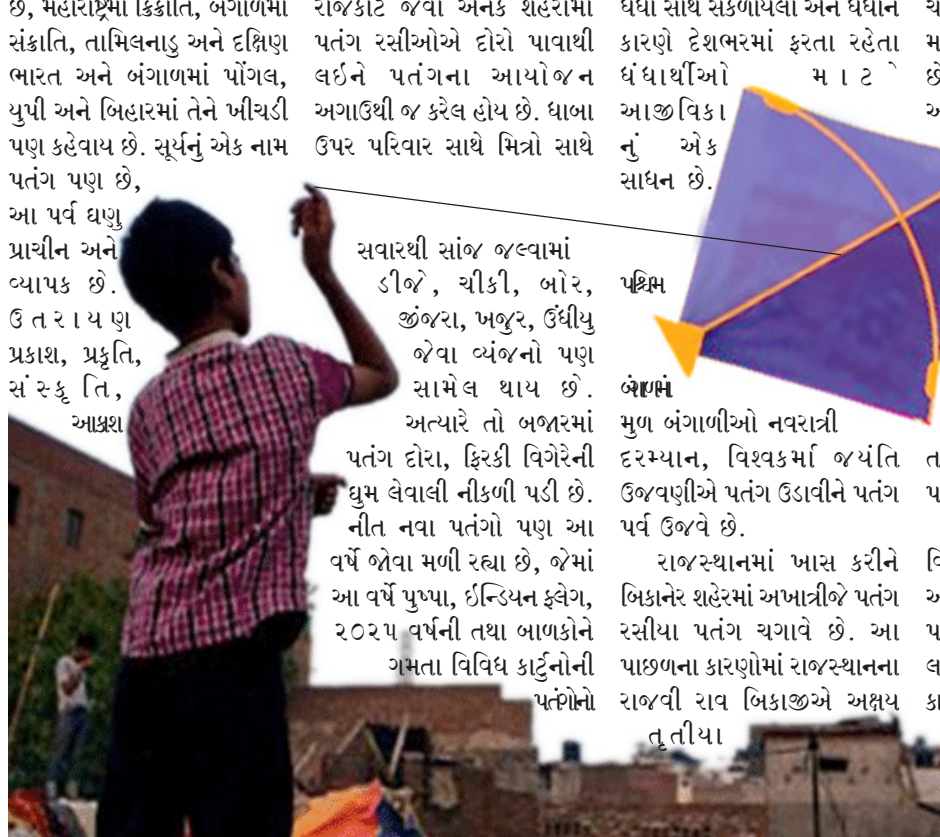 છે, મહારાષ્ટ્રમાં ક્રિક્રાંતિ, બંગાળમાં
સંક્રાતિ, તામિલનાડુ અને દક્ષિણ
ભારત અને બંગાળમાં પોંગલ,
યુપી અને બિહારમાં તેને ખીચડી
પણ કહેવાય છે. સૂર્યનું એક નામ
પતંગ પણ છે,
આ પર્વ ઘણુ
પ્રાચીન અને
વ્યાપક છે.
ઉતરાયણ
પ્રકાશ, પ્રકૃતિ,
સંસ્કૃતિ,
આકાશ
રાજકોટ જેવા અનેક શહેરોમાં
પતંગ રસીઓએ દોરો પાવાથી
લઇને પતંગના આયોજન
અગાઉથી જ કરેલ હોય છે. ધાબા
ઉપર પરિવાર સાથે મિત્રો સાથે
સવારથી સાંજ જલ્વામાં
ડીજે, ચીકી, બોર,
જીંજરા, ખજુર, ઉંધીયુ
જેવા વ્યંજનો પણ
સામેલ થાય છે.
અત્યારે તો બજારમાં
પતંગ દોરા, ફિરકી વિગેરેની
ધુમ લેવાલી નીકળી પડી છે.
નીત નવા પતંગો પણ આ
વર્ષે જોવા મળી રહ્યા છે, જેમાં
આ વર્ષે પુષ્પા, ઇન્ડિયન ફ્લેગ,
૨૦૨૫ વર્ષની તથા બાળકોને
ગમતા વિવિધ કાર્ટુનોની
પતંગોનો
ધંધા સાથે સંકળાયેલા અને ધંધાને
કારણે દેશભરમાં ફરતા રહેતા
ધંધાર્થીઓ માટે
આજીવિકા
નું એક
સાધન છે.
પશ્ચિમ
બંગાળમાં
મુળ બંગાળીઓ નવરાત્રી
દરમ્યાન, વિશ્વકર્મા જયંતિ
ઉજવણીએ પતંગ ઉડાવીને પતંગ
પર્વ ઉજવે છે.
રાજસ્થાનમાં ખાસ કરીને
બિકાનેર શહેરમાં અખાત્રીજે પતંગ
રસીયા પતંગ ચગાવે છે. આ
પાછળના કારણોમાં રાજસ્થાનના
રાજવી રાવ બિકાજીએ અક્ષય
તૃતીયા